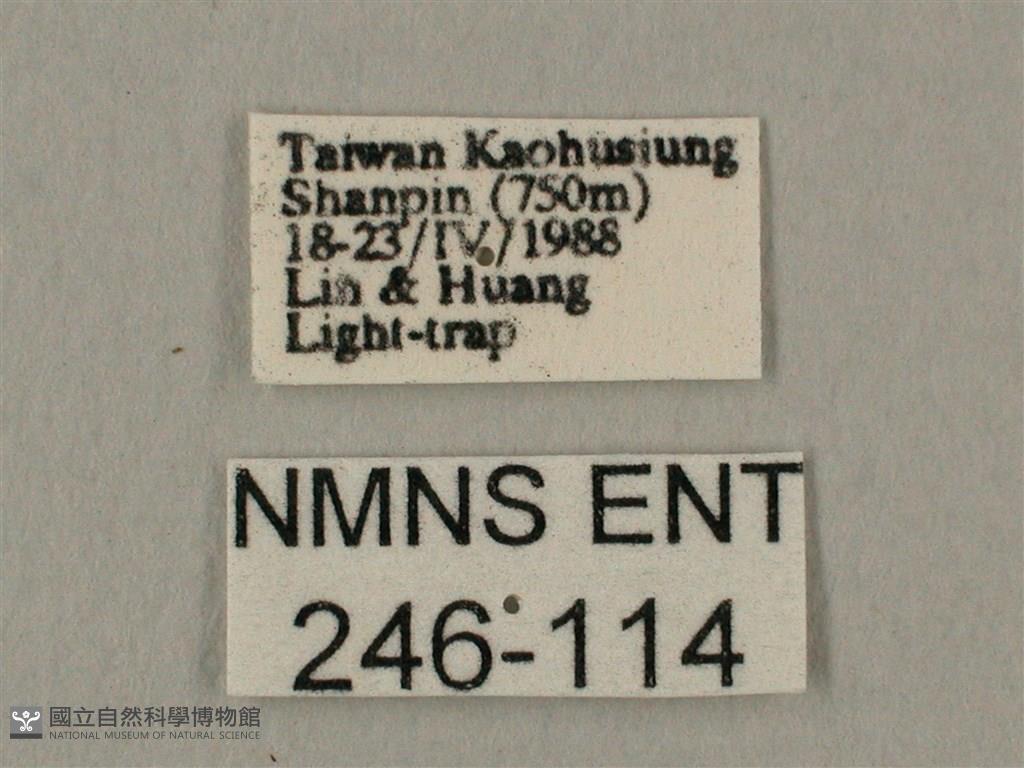 Taiwan Kaohusiung
Shanpin (750m)
18-23/IV/1988
Lin & Huang
Light-trap
NMNS ENT
246-114
國立自然科學博物館
NATIONAL MUSEUM OF NATURAL SCIENCE